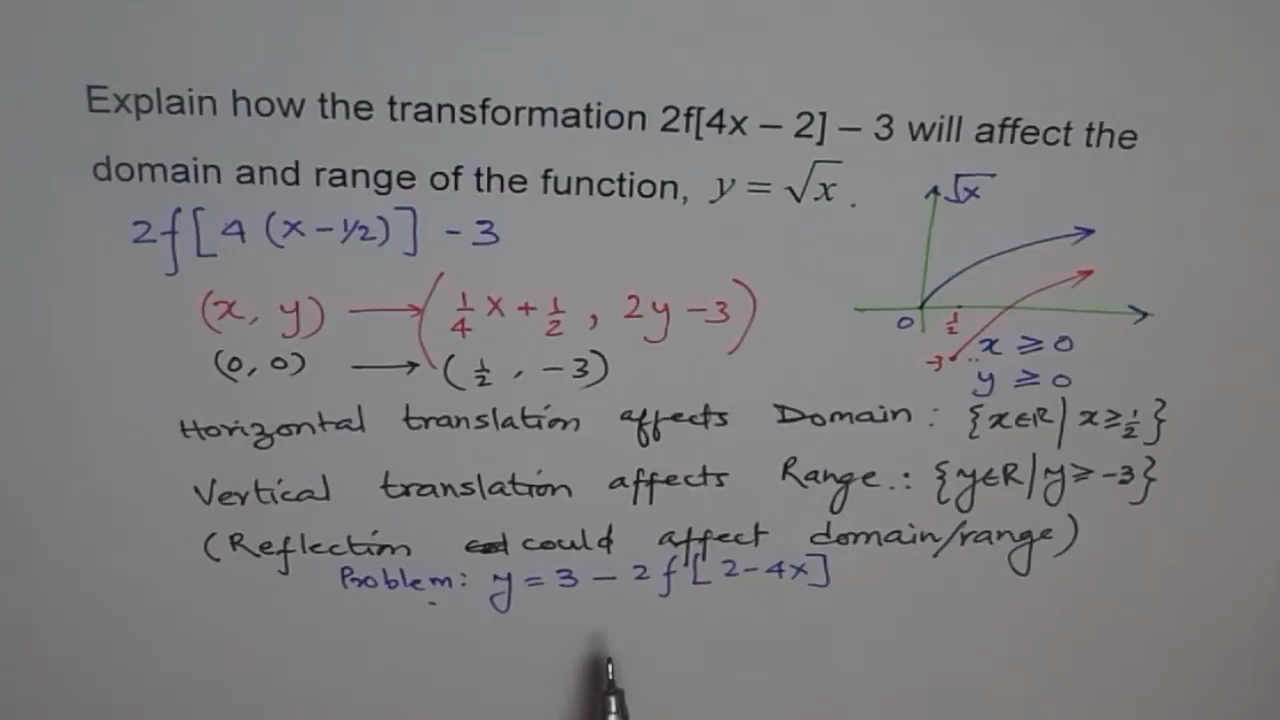 Explain how the transformation 2f[4x – 2] – 3 will affect the
domain and range of the function, y = √x .
2f[4(x-1/2)] -3
(x, y) → (1/4 x + 1/2 , 2y -3)
(0, 0) → (1/2 , -3)
√x
0 1/2
-3
x ≥ 0
y ≥ 0
Horizontal translation affects Domain : {x∈R | x ≥ 1/2}
Vertical translation affects Range .: {y∈R | y ≥ -3}
(Reflection could affect domain/range)
Problem: y = 3 - 2f[2-4x]